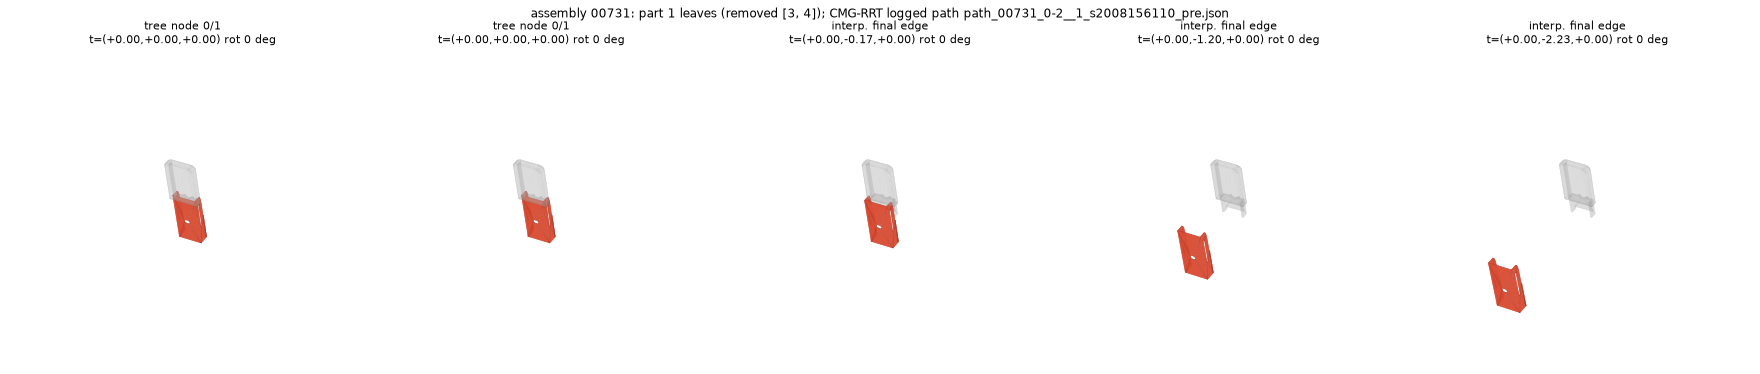 assembly 00731: part 1 leaves (removed [3, 4]); CMG-RRT logged path path_00731_0-2__1_s2008156110_pre.json
tree node 0/1
t=(+0.00,+0.00,+0.00) rot 0 deg
tree node 0/1
t=(+0.00,+0.00,+0.00) rot 0 deg
interp. final edge
t=(+0.00,-0.17,+0.00) rot 0 deg
interp. final edge
t=(+0.00,-1.20,+0.00) rot 0 deg
interp. final edge
t=(+0.00,-2.23,+0.00) rot 0 deg